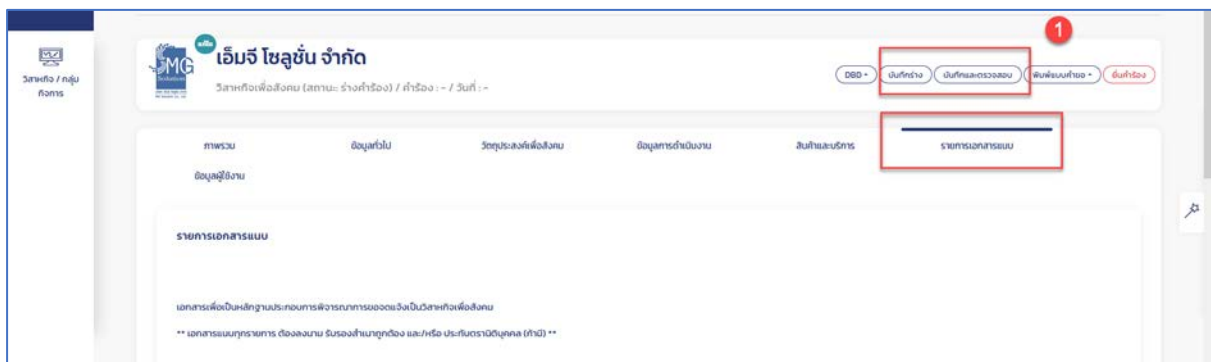 1
วิสาหกิจ / กลุ่ม
กิจการ
แก้ไข
MG
เอ็มจี โซลูชั่น จำกัด
วิสาหกิจเพื่อสังคม (สถานะ: ร่างคำร้อง) / คำร้อง : - / วันที่ : -
DBD
บันทึกร่าง
บันทึกและตรวจสอบ
พิมพ์แบบคำขอ
ยื่นคำร้อง
ภาพรวม
ข้อมูลทั่วไป
วัตถุประสงค์เพื่อสังคม
ข้อมูลการดำเนินงาน
สินค้าและบริการ
รายการเอกสารแนบ
ข้อมูลผู้ใช้งาน
รายการเอกสารแนบ
เอกสารเพื่อเป็นหลักฐานประกอบการพิจารณาการขอจดแจ้งเป็นวิสาหกิจเพื่อสังคม
** เอกสารแนบทุกรายการ ต้องลงนาม รับรองสำเนาถูกต้อง และ/หรือ ประทับตรานิติบุคคล (ถ้ามี) **